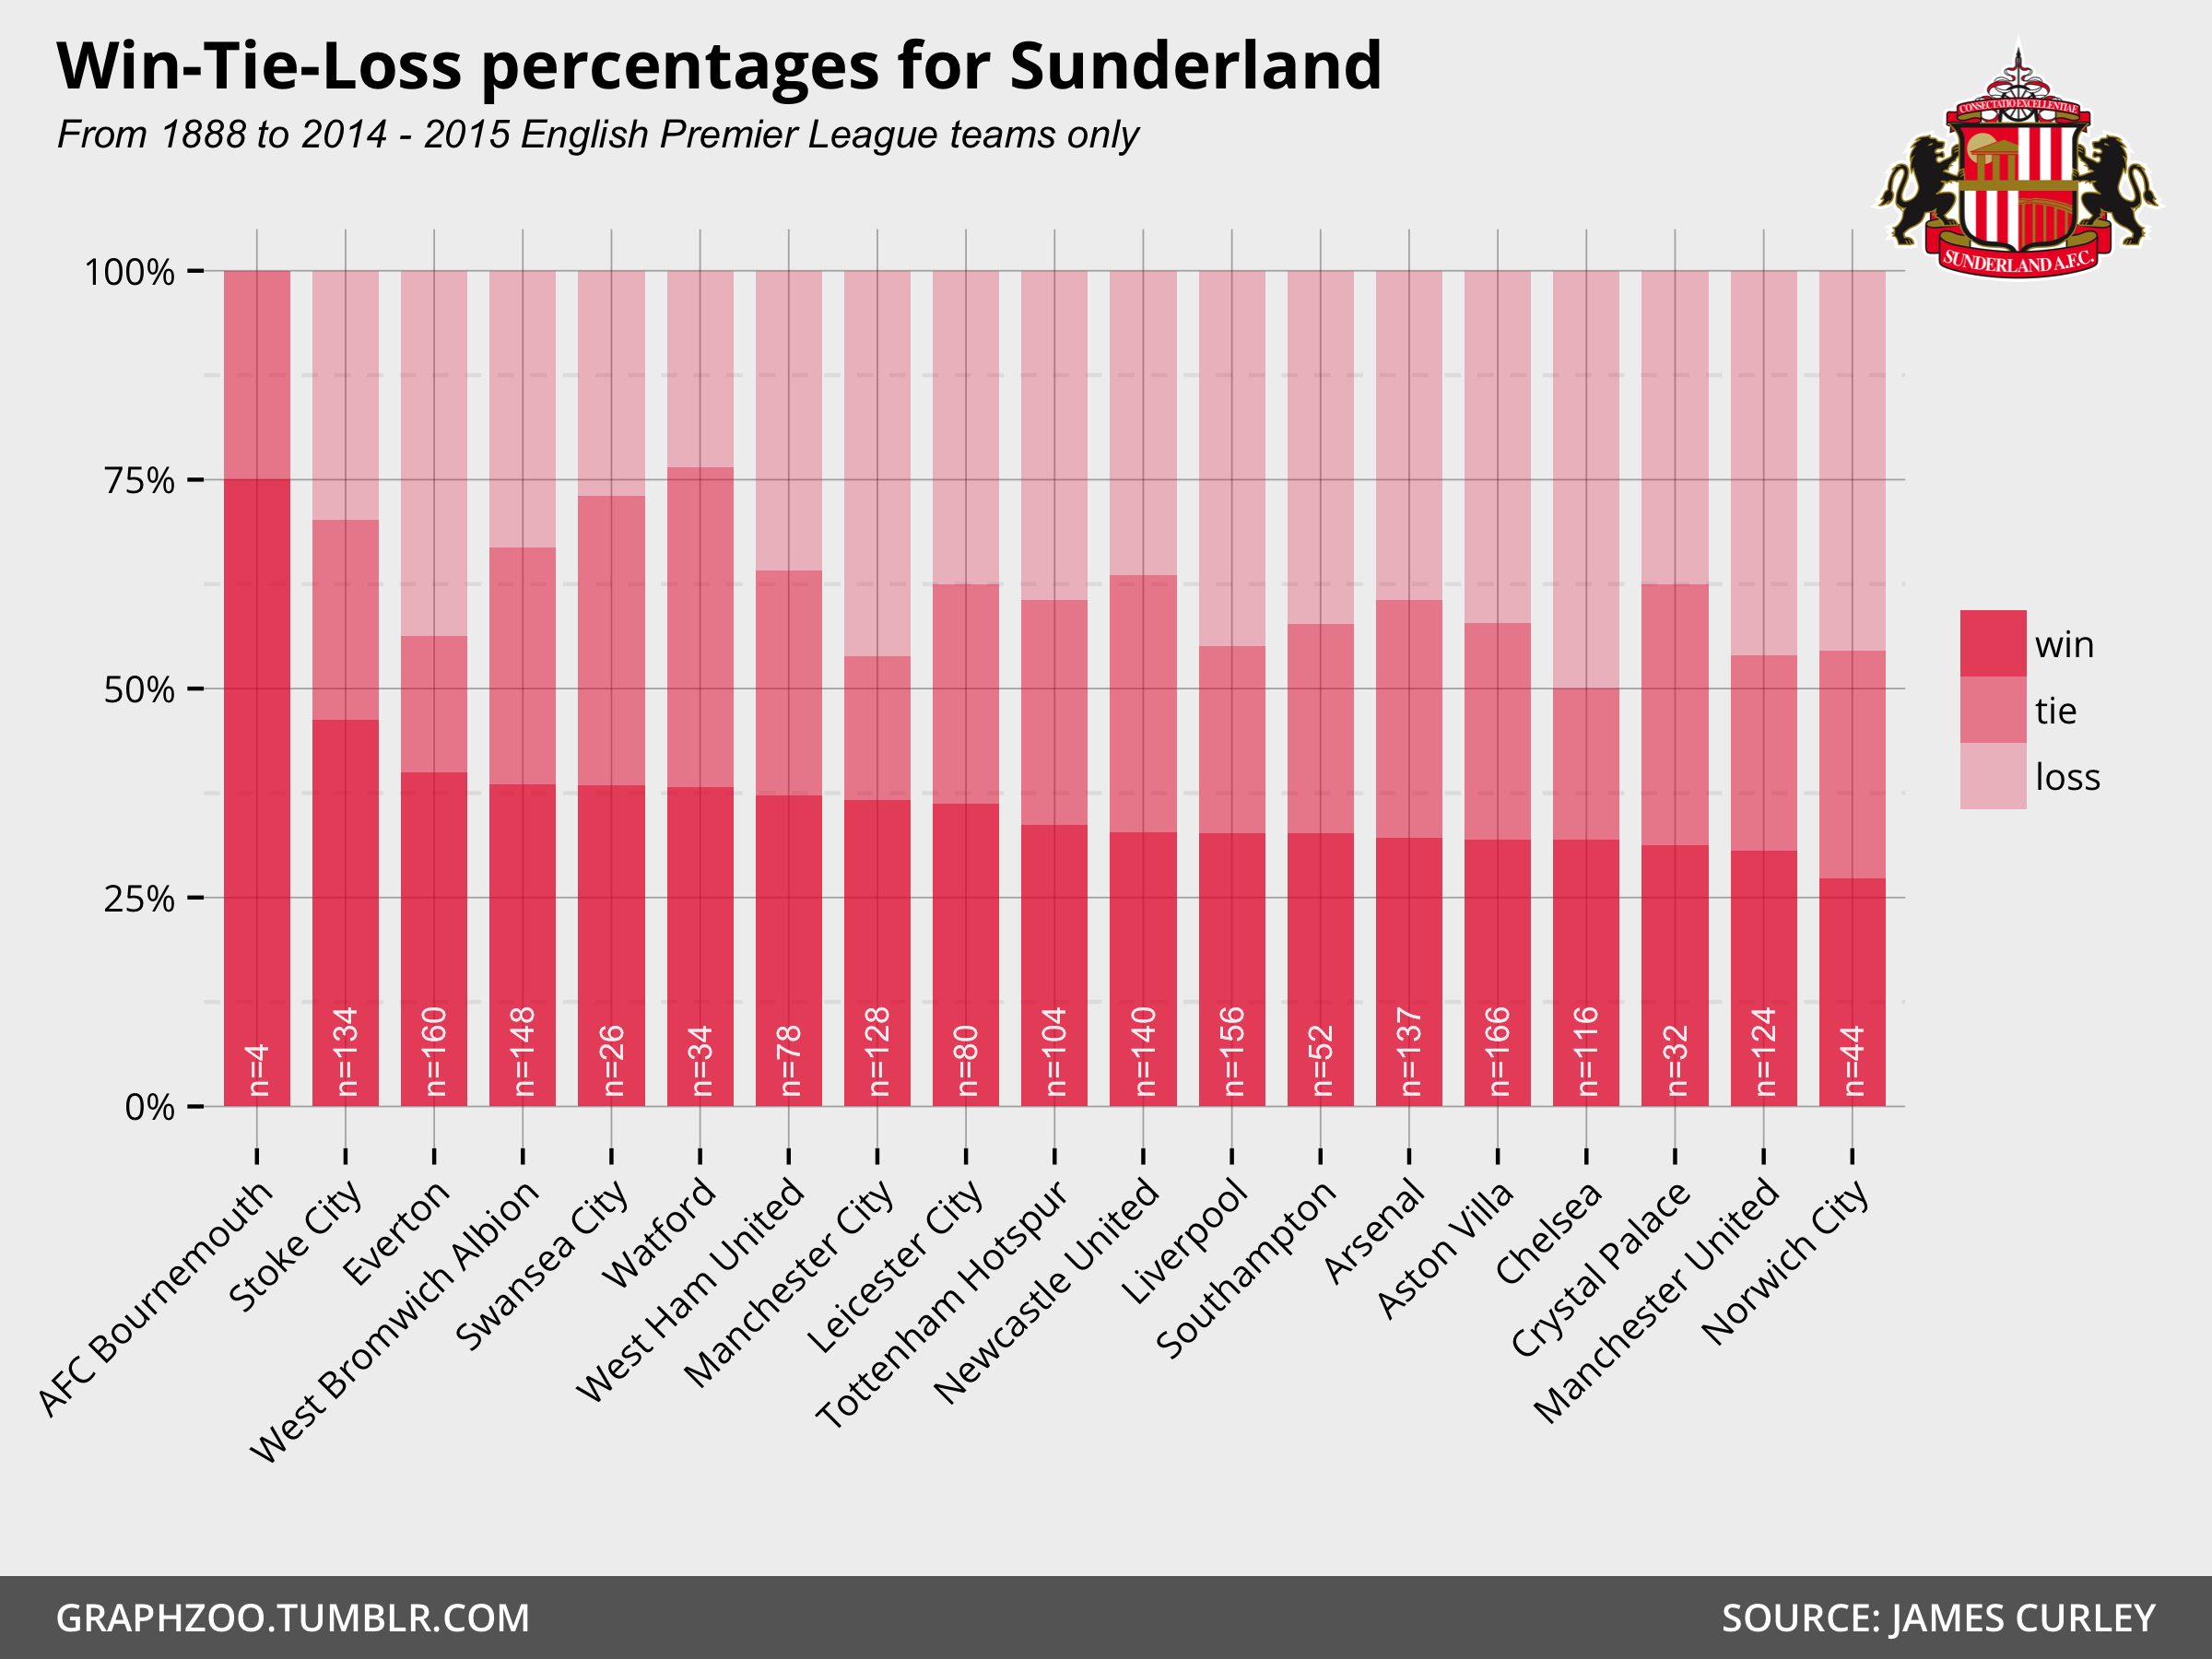 Win-Tie-Loss percentages for Sunderland
From 1888 to 2014 - 2015 English Premier League teams only
CONSECTATIO EXCELLENTIAE
SUNDERLAND A.F.C.
100%
75%
50%
25%
0%
win
tie
loss
n=4
n=134
n=160
n=148
n=26
n=34
n=78
n=128
n=80
n=104
n=140
n=156
n=52
n=137
n=166
n=116
n=32
n=124
n=44
AFC Bournemouth
Stoke City
Everton
West Bromwich Albion
Swansea City
Watford
West Ham United
Manchester City
Leicester City
Tottenham Hotspur
Newcastle United
Liverpool
Southampton
Arsenal
Aston Villa
Chelsea
Crystal Palace
Manchester United
Norwich City
GRAPHZOO.TUMBLR.COM
SOURCE: JAMES CURLEY